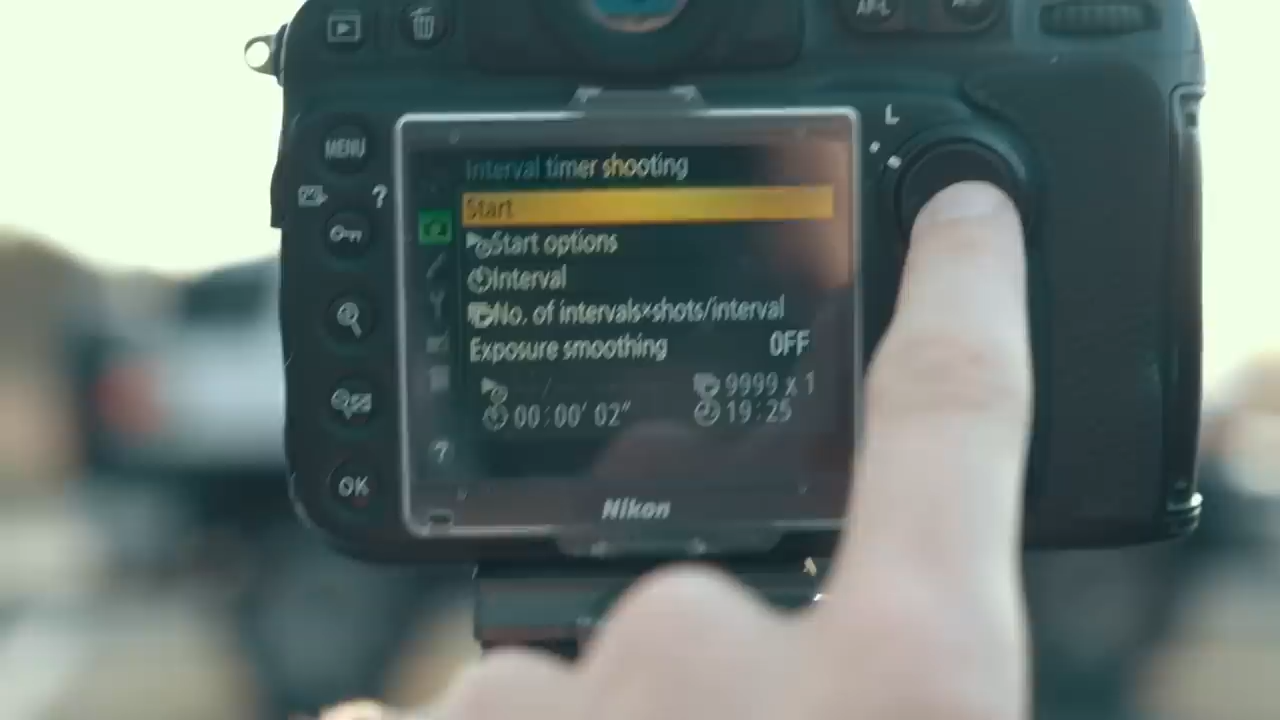 L
MENU
?
OK
Interval timer shooting
Start
Start options
Interval
No. of intervals×shots/interval
Exposure smoothing OFF
/ 9999 x 1
00:00' 02" 19:25
?
Nikon